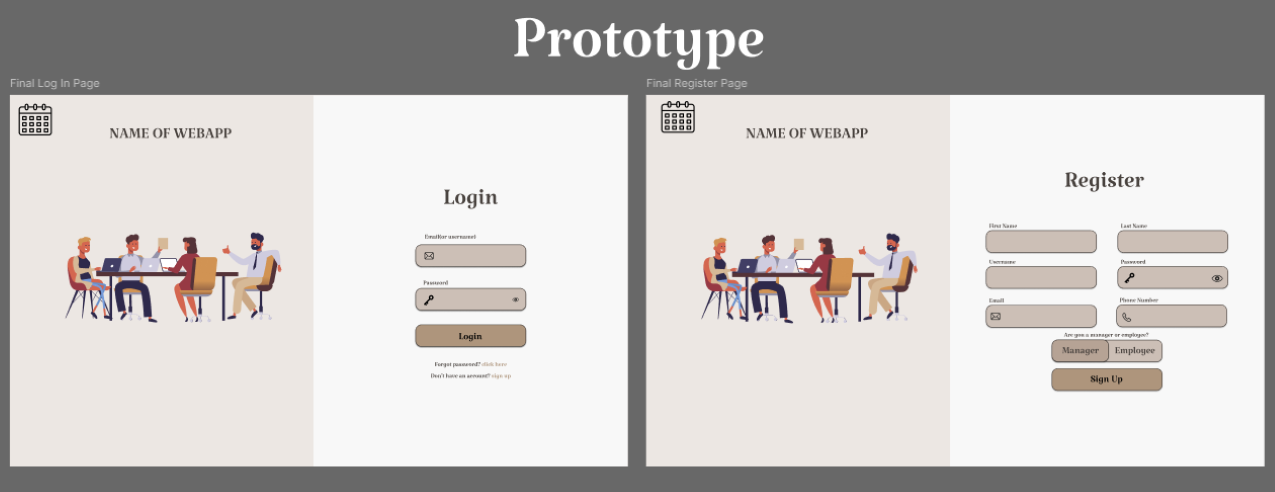 Prototype
Final Log In Page
NAME OF WEBAPP
Login
Email(or username)
Password
Login
Forgot password? click here
Don't have an account? sign up
Final Register Page
NAME OF WEBAPP
Register
First Name
Last Name
Username
Password
Email
Phone Number
Are you a manager or employee?
Manager
Employee
Sign Up